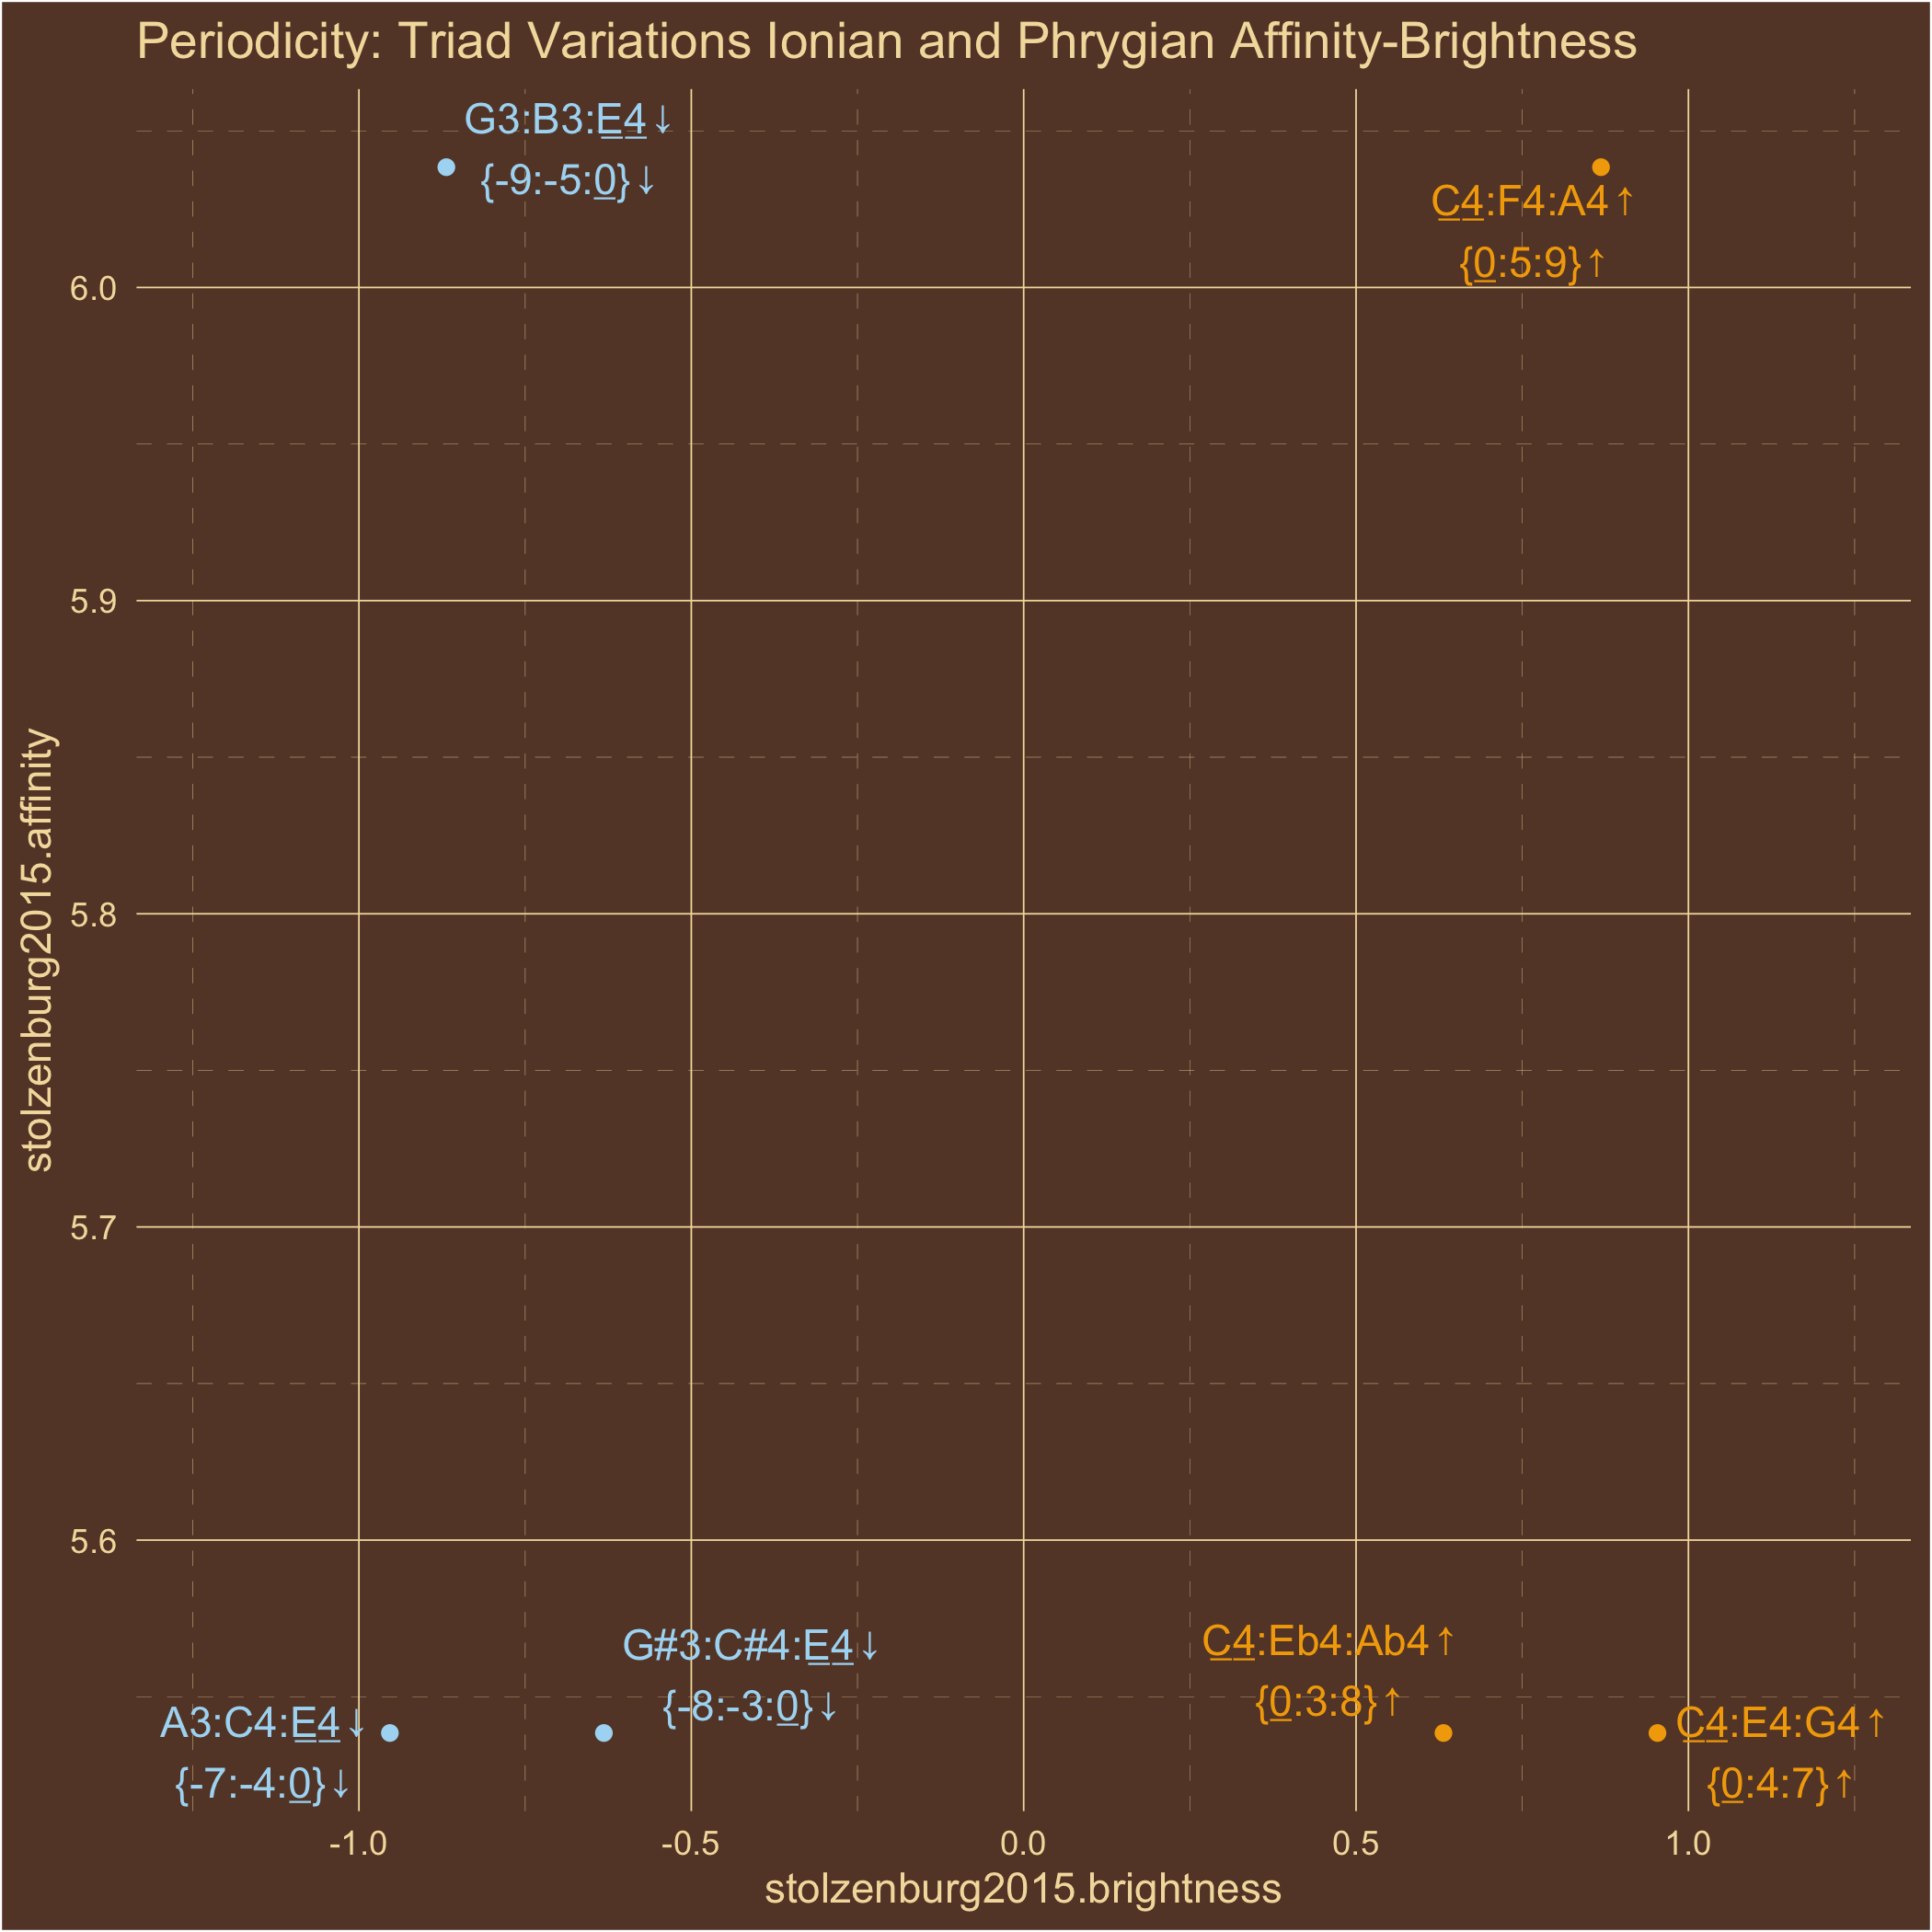 Periodicity: Triad Variations Ionian and Phrygian Affinity-Brightness
G3:B3:E4↓
{-9:-5:0}↓
C4:F4:A4↑
{0:5:9}↑
6.0
5.9
5.8
5.7
5.6
stolzenburg2015.affinity
G#3:C#4:E4↓
{-8:-3:0}↓
C4:Eb4:Ab4↑
{0:3:8}↑
A3:C4:E4↓
{-7:-4:0}↓
C4:E4:G4↑
{0:4:7}↑
-1.0
-0.5
0.0
0.5
1.0
stolzenburg2015.brightness